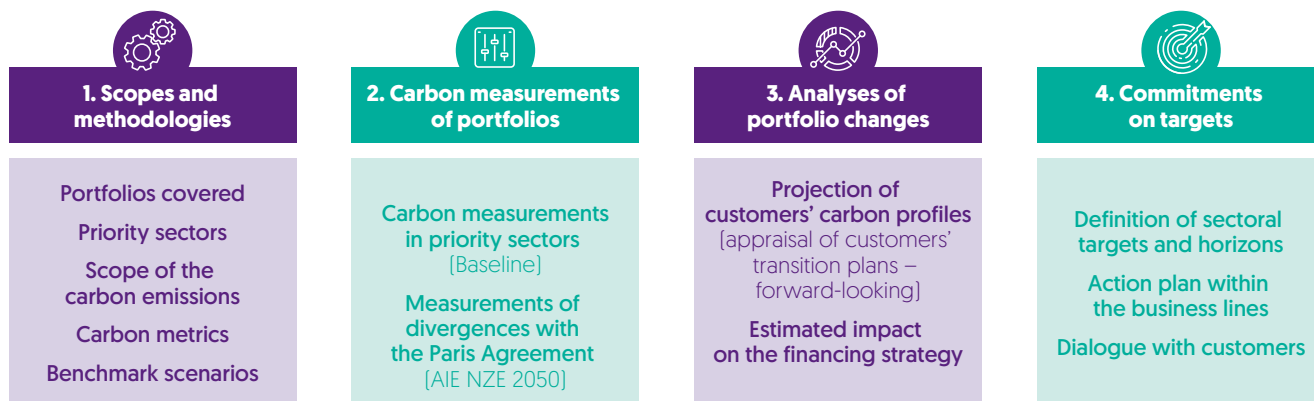 1. Scopes and
methodologies
Portfolios covered
Priority sectors
Scope of the
carbon emissions
Carbon metrics
Benchmark scenarios
2. Carbon measurements
of portfolios
Carbon measurements
in priority sectors
(Baseline)
Measurements of
divergences with
the Paris Agreement
(AIE NZE 2050)
3. Analyses of
portfolio changes
Projection of
customers’ carbon profiles
(appraisal of customers’
transition plans –
forward-looking)
Estimated impact
on the financing strategy
4. Commitments
on targets
Definition of sectoral
targets and horizons
Action plan within
the business lines
Dialogue with customers